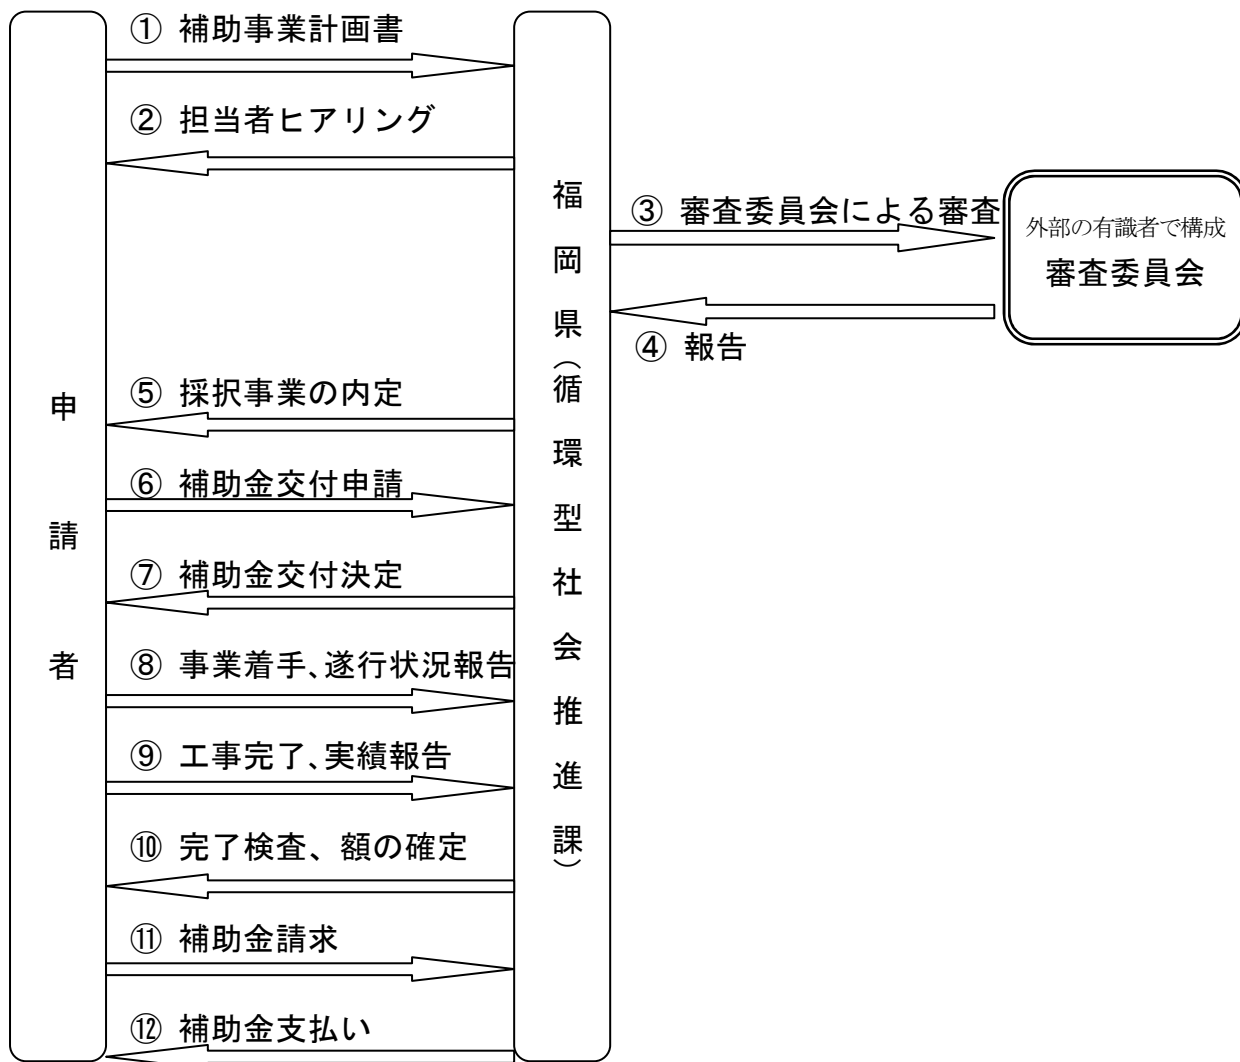 ① 補助事業計画書
② 担当者ヒアリング
③ 審査委員会による審査
外部の有識者で構成
審査委員会
④ 報告
⑤ 採択事業の内定
⑥ 補助金交付申請
⑦ 補助金交付決定
⑧ 事業着手、遂行状況報告
⑨ 工事完了、実績報告
⑩ 完了検査、額の確定
⑪ 補助金請求
⑫ 補助金支払い
申請者
福岡県(循環型社会推進課)